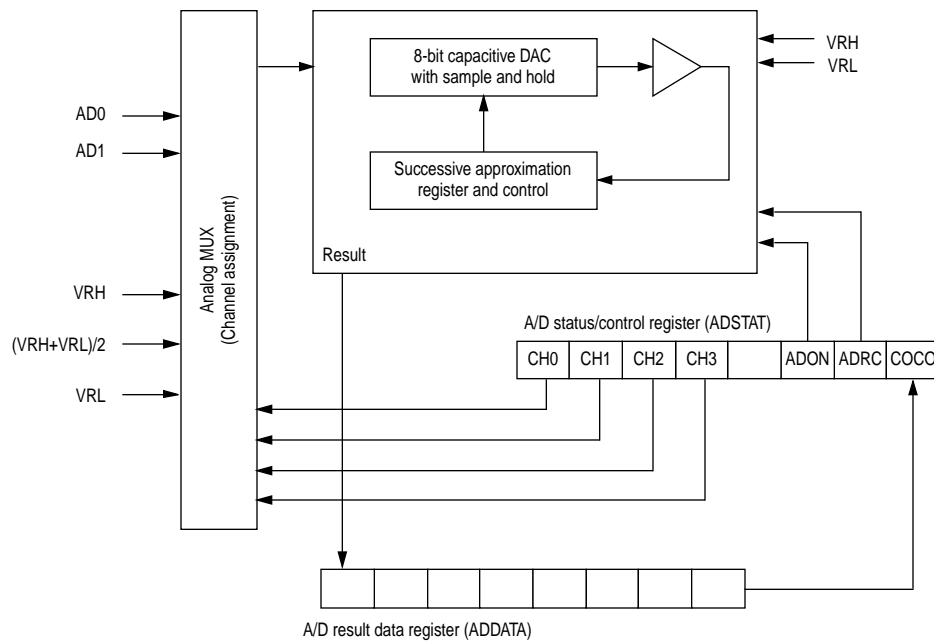 8-bit capacitive DAC
with sample and hold
VRH
VRL
AD0
AD1
Successive approximation
register and control
Analog MUX
(Channel assignment)
Result
VRH
(VRH+VRL)/2
VRL
A/D status/control register (ADSTAT)
CH0 CH1 CH2 CH3 ADON ADRC COCO
A/D result data register (ADDATA)